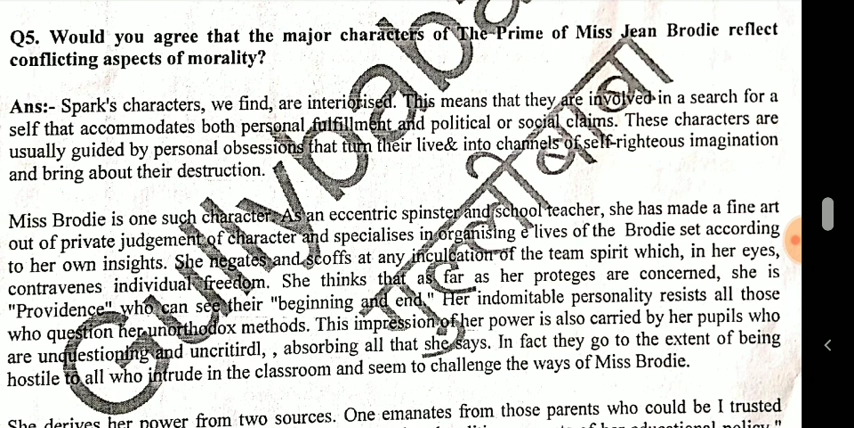 Q5. Would you agree that the major characters of The Prime of Miss Jean Brodie reflect
conflicting aspects of morality?
Ans:- Spark's characters, we find, are interiorised. This means that they are involved in a search for a
self that accommodates both personal fulfillment and political or social claims. These characters are
usually guided by personal obsessions that turn their live& into channels of self-righteous imagination
and bring about their destruction.
Miss Brodie is one such character. As an eccentric spinster and school teacher, she has made a fine art
out of private judgement of character and specialises in organising e lives of the Brodie set according
to her own insights. She negates and scoffs at any inculcation of the team spirit which, in her eyes,
contravenes individual freedom. She thinks that as far as her proteges are concerned, she is
"Providence" who can see their "beginning and end." Her indomitable personality resists all those
who question her unorthodox methods. This impression of her power is also carried by her pupils who
are unquestioning and uncritirdl, , absorbing all that she says. In fact they go to the extent of being
hostile to all who intrude in the classroom and seem to challenge the ways of Miss Brodie.
She derives her power from two sources. One emanates from those parents who could be I trusted
Gullybaba
गुल्लीबाबा